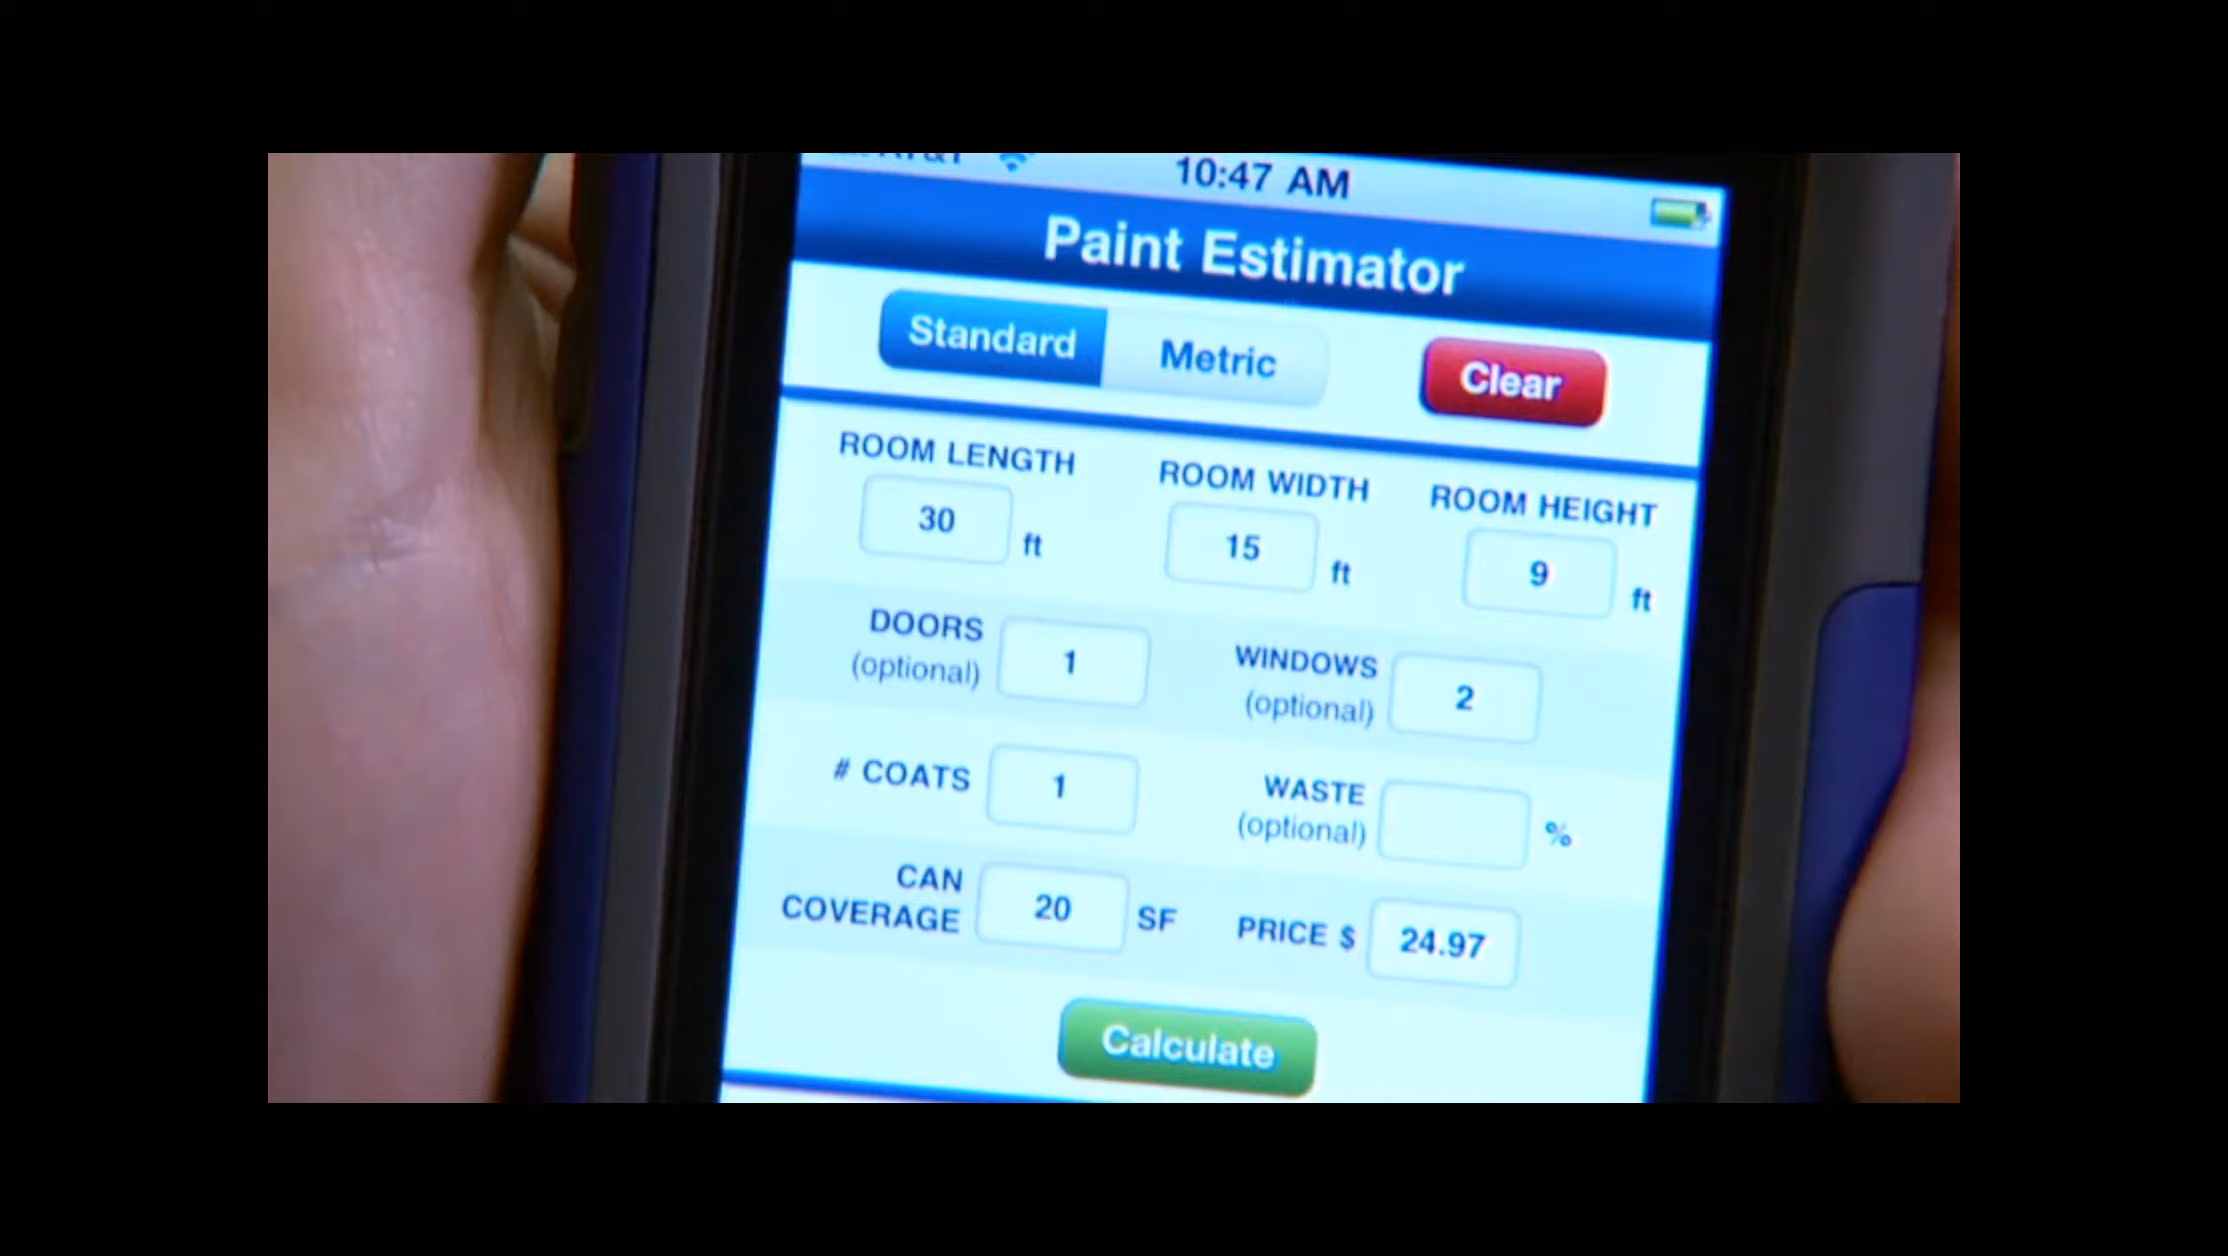 AT&T 10:47 AM
Paint Estimator
Standard Metric Clear
ROOM LENGTH ROOM WIDTH ROOM HEIGHT
30 ft 15 ft 9 ft
DOORS (optional) 1 WINDOWS (optional) 2
# COATS 1 WASTE (optional) %
CAN COVERAGE 20 SF PRICE $ 24.97
Calculate